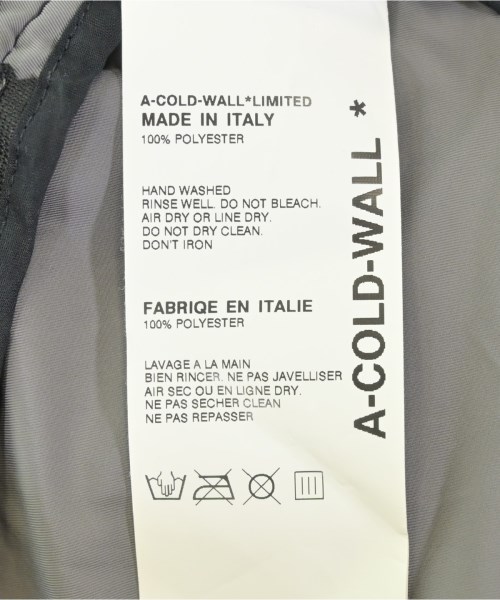 A-COLD-WALL*LIMITED
MADE IN ITALY
100% POLYESTER
HAND WASHED
RINSE WELL. DO NOT BLEACH.
AIR DRY OR LINE DRY.
DO NOT DRY CLEAN.
DON'T IRON
FABRIQE EN ITALIE
100% POLYESTER
LAVAGE A LA MAIN
BIEN RINCER. NE PAS JAVELLISER
AIR SEC OU EN LIGNE DRY.
NE PAS SECHER CLEAN
NE PAS REPASSER
A-COLD-WALL *